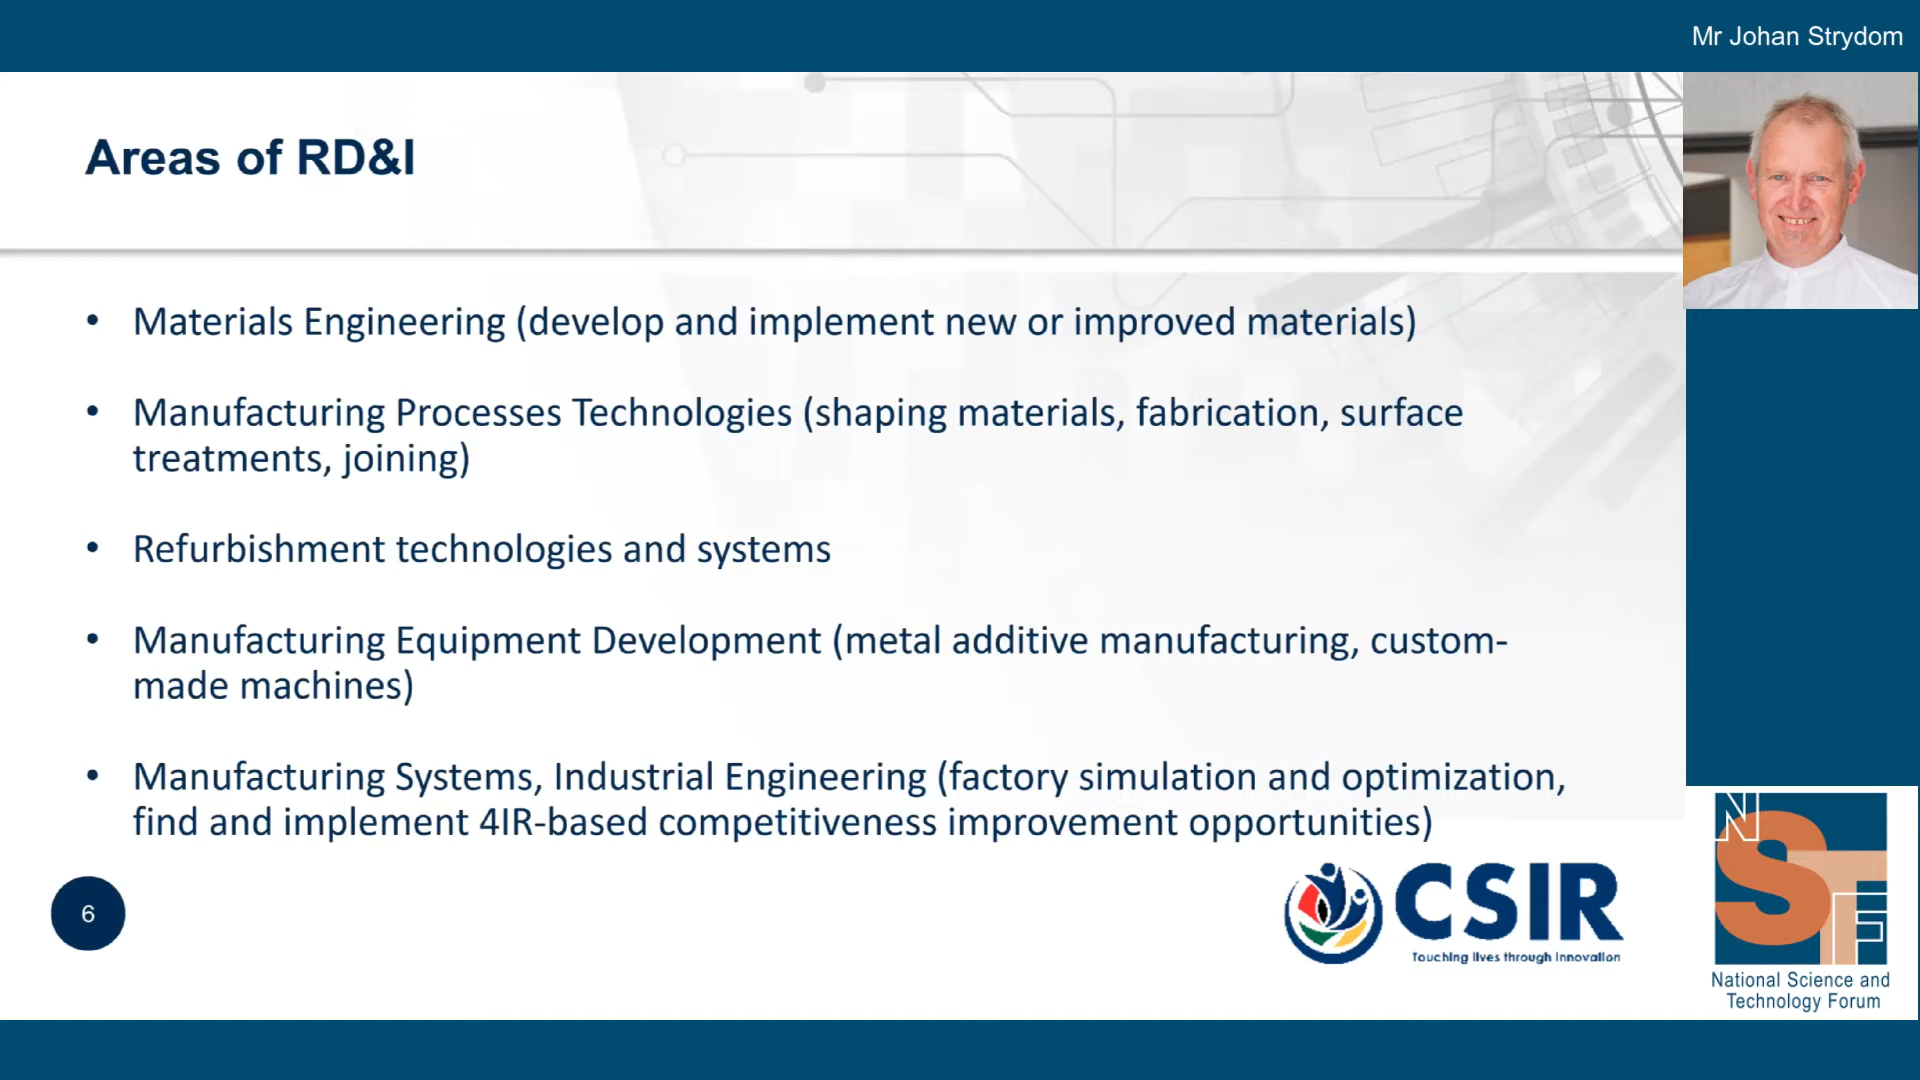 Mr Johan Strydom
Areas of RD&I
• Materials Engineering (develop and implement new or improved materials)
• Manufacturing Processes Technologies (shaping materials, fabrication, surface
treatments, joining)
• Refurbishment technologies and systems
• Manufacturing Equipment Development (metal additive manufacturing, custom-
made machines)
• Manufacturing Systems, Industrial Engineering (factory simulation and optimization,
find and implement 4IR-based competitiveness improvement opportunities)
6
CSIR
Touching lives through innovation
NSTF
National Science and
Technology Forum